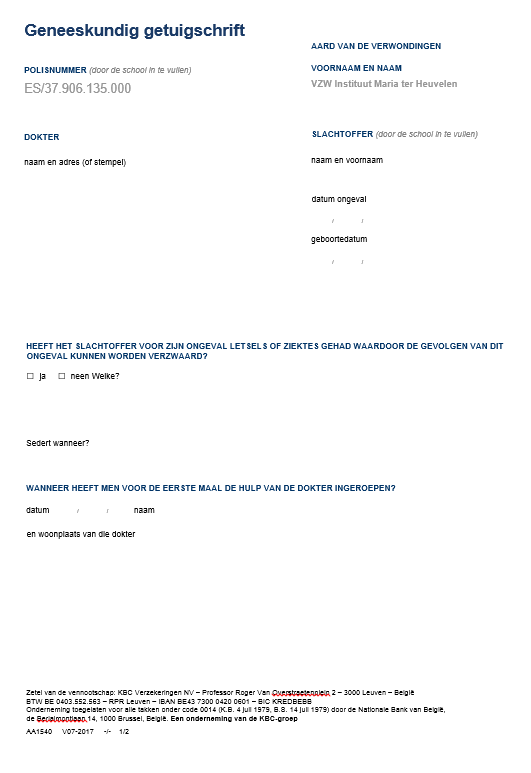 Geneeskundig getuigschrift
AARD VAN DE VERWONDINGEN
POLISNUMMER (door de school in te vullen)
VOORNAAM EN NAAM
ES/37.906.135.000
VZW Instituut Maria ter Heuvelen
DOKTER
SLACHTOFFER (door de school in te vullen)
naam en adres (of stempel)
naam en voornaam
datum ongeval
/ /
geboortedatum
/ /
HEEFT HET SLACHTOFFER VOOR ZIJN ONGEVAL LETSELS OF ZIEKTES GEHAD WAARDOOR DE GEVOLGEN VAN DIT
ONGEVAL KUNNEN WORDEN VERZWAARD?
☐ ja ☐ neen Welke?
Sedert wanneer?
WANNEER HEEFT MEN VOOR DE EERSTE MAAL DE HULP VAN DE DOKTER INGEROEPEN?
datum / / naam
en woonplaats van die dokter
Zetel van de vennootschap: KBC Verzekeringen NV – Professor Roger Van Overstraetenplein 2 – 3000 Leuven – België
BTW BE 0403.552.563 – RPR Leuven – IBAN BE43 7300 0420 0601 – BIC KREDBEBB
Onderneming toegelaten voor alle takken onder code 0014 (K.B. 4 juli 1979, B.S. 14 juli 1979) door de Nationale Bank van België,
de Berlaimontlaan 14, 1000 Brussel, België. Een onderneming van de KBC-groep
AA1540 V07-2017 -/- 1/2